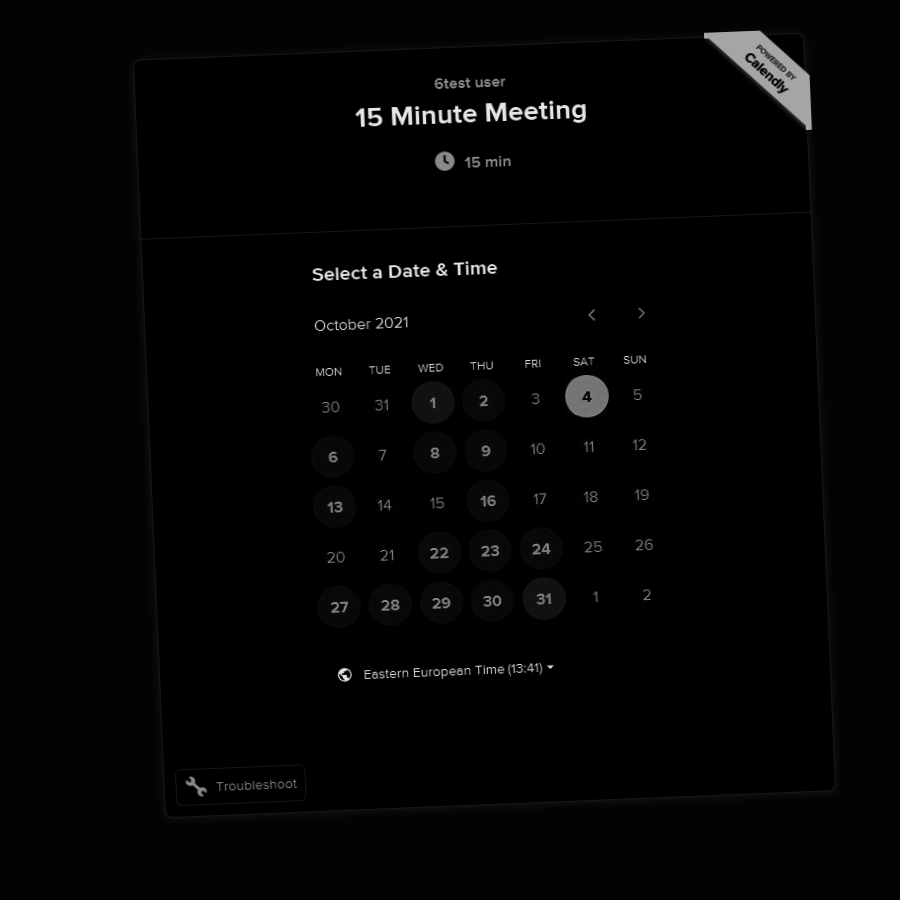 POWERED BY
Calendly
6test user
15 Minute Meeting
15 min
Select a Date & Time
October 2021
MON TUE WED THU FRI SAT SUN
30 31 1 2 3 4 5
6 7 8 9 10 11 12
13 14 15 16 17 18 19
20 21 22 23 24 25 26
27 28 29 30 31 1 2
Eastern European Time (13:41)
Troubleshoot